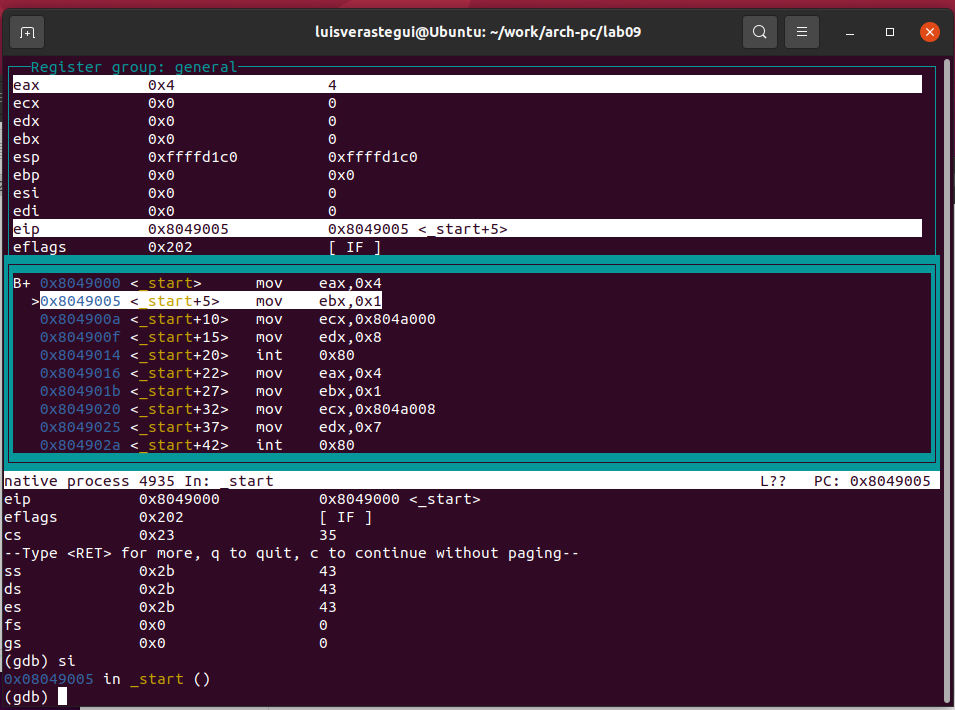 luisverastegui@Ubuntu: ~/work/arch-pc/lab09
Register group: general
eax 0x4 4
ecx 0x0 0
edx 0x0 0
ebx 0x0 0
esp 0xffffd1c0 0xffffd1c0
ebp 0x0 0x0
esi 0x0 0
edi 0x0 0
eip 0x8049005 0x8049005 <_start+5>
eflags 0x202 [ IF ]
B+ 0x8049000 <_start> mov eax,0x4
>0x8049005 <_start+5> mov ebx,0x1
0x804900a <_start+10> mov ecx,0x804a000
0x804900f <_start+15> mov edx,0x8
0x8049014 <_start+20> int 0x80
0x8049016 <_start+22> mov eax,0x4
0x804901b <_start+27> mov ebx,0x1
0x8049020 <_start+32> mov ecx,0x804a008
0x8049025 <_start+37> mov edx,0x7
0x804902a <_start+42> int 0x80
native process 4935 In: _start L?? PC: 0x8049005
eip 0x8049000 0x8049000 <_start>
eflags 0x202 [ IF ]
cs 0x23 35
--Type <RET> for more, q to quit, c to continue without paging--
ss 0x2b 43
ds 0x2b 43
es 0x2b 43
fs 0x0 0
gs 0x0 0
(gdb) si
0x08049005 in _start ()
(gdb)